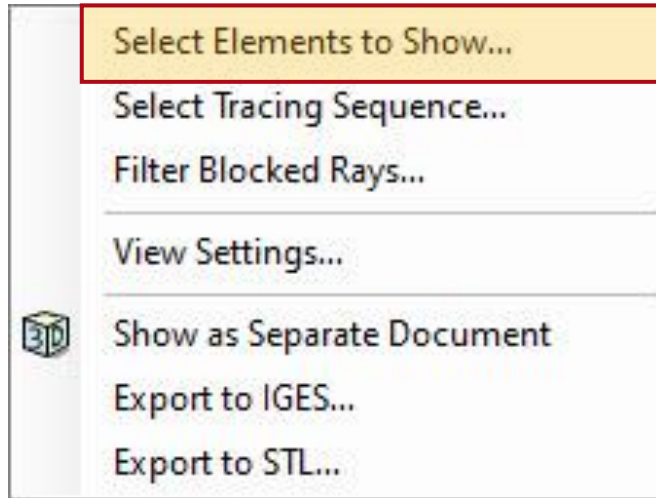 Select Elements to Show...
Select Tracing Sequence...
Filter Blocked Rays...
View Settings...
3D
Show as Separate Document
Export to IGES...
Export to STL...